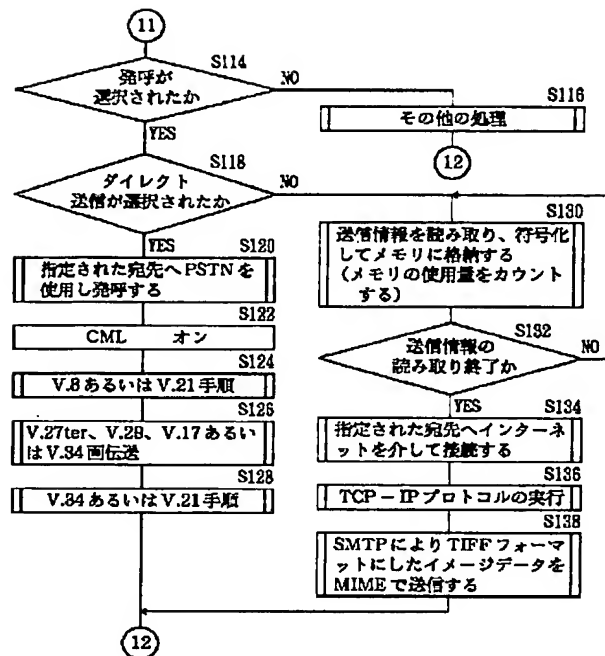 11
S114
発呼が
選択されたか
NO
YES
S116
その他の処理
12
S118
ダイレクト
送信が選択されたか
NO
YES
S120
指定された宛先へPSTNを
使用し発呼する
S122
CML オン
S124
V.8あるいはV.21手順
S126
V.27ter、V.29、V.17あるい
はV.34画伝送
S128
V.34あるいはV.21手順
S130
送信情報を読み取り、符号化
してメモリに格納する
(メモリの使用量をカウント
する)
S132
送信情報の
読み取り終了か
NO
YES
S134
指定された宛先へインターネ
ットを介して接続する
S136
TCP-IPプロトコルの実行
S138
SMTPによりTIFFフォーマ
ットにしたイメージデータを
MIMEで送信する
12